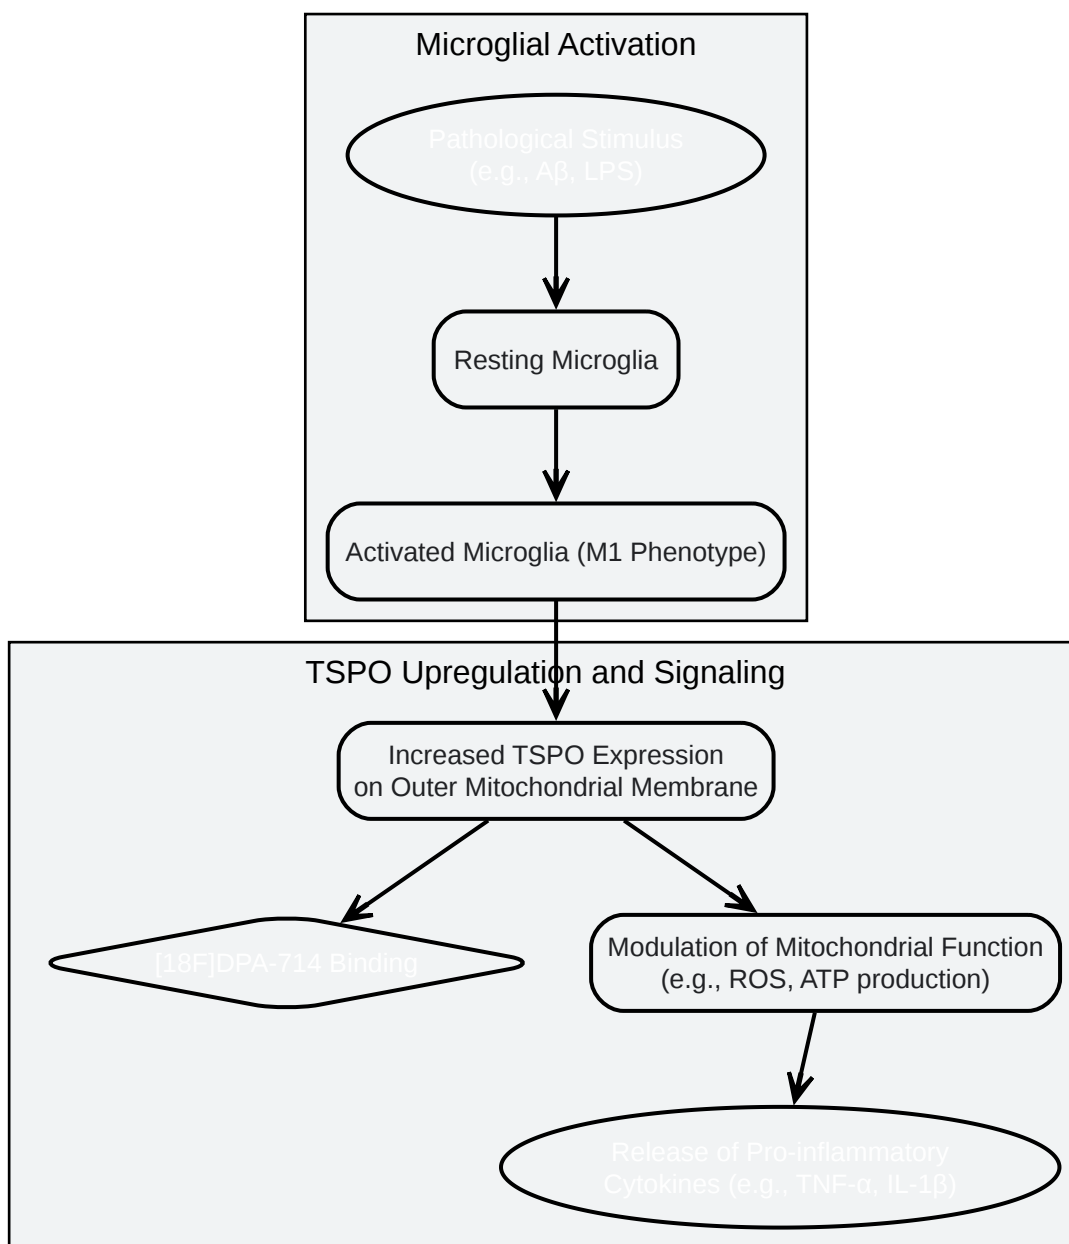 Microglial Activation
Pathological Stimulus
(e.g., Aβ, LPS)
Resting Microglia
Activated Microglia (M1 Phenotype)
TSPO Upregulation and Signaling
Increased TSPO Expression
on Outer Mitochondrial Membrane
[18F]DPA-714 Binding
Modulation of Mitochondrial Function
(e.g., ROS, ATP production)
Release of Pro-inflammatory
Cytokines (e.g., TNF-α, IL-1β)